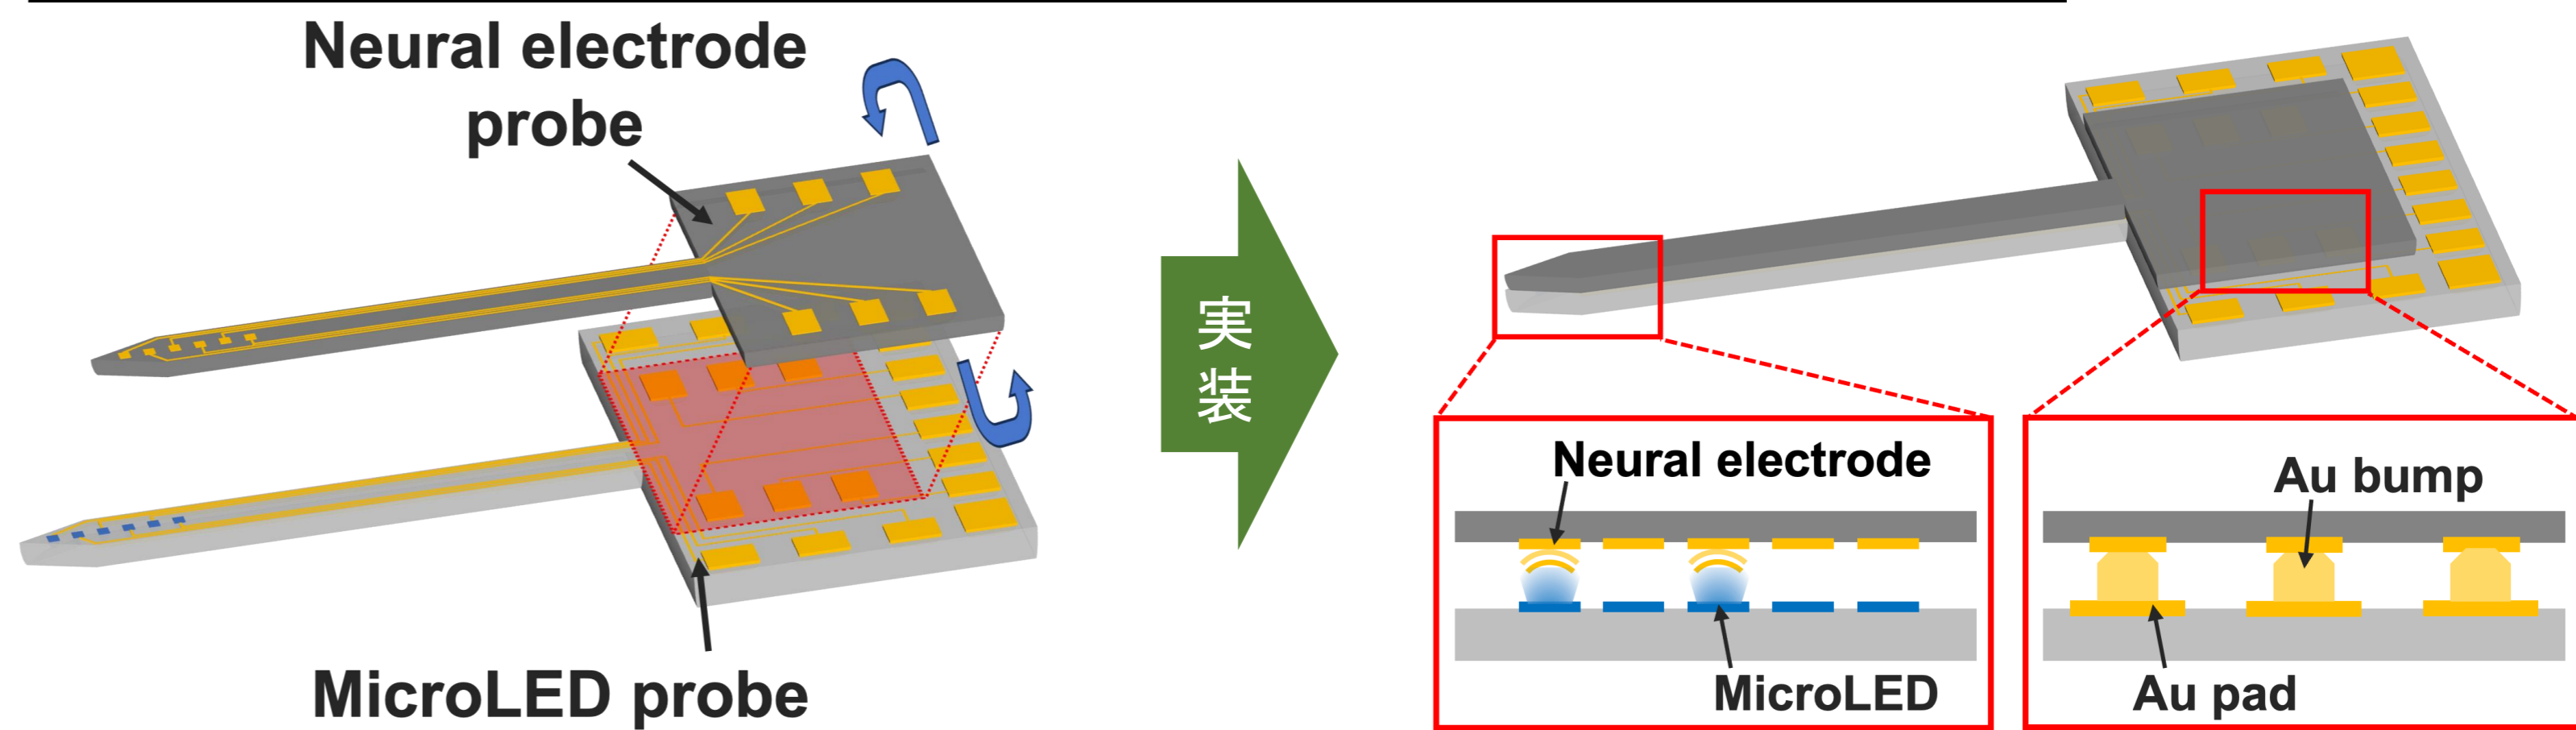 Neural electrode
probe
MicroLED probe
実
装
Neural electrode
MicroLED
Au bump
Au pad